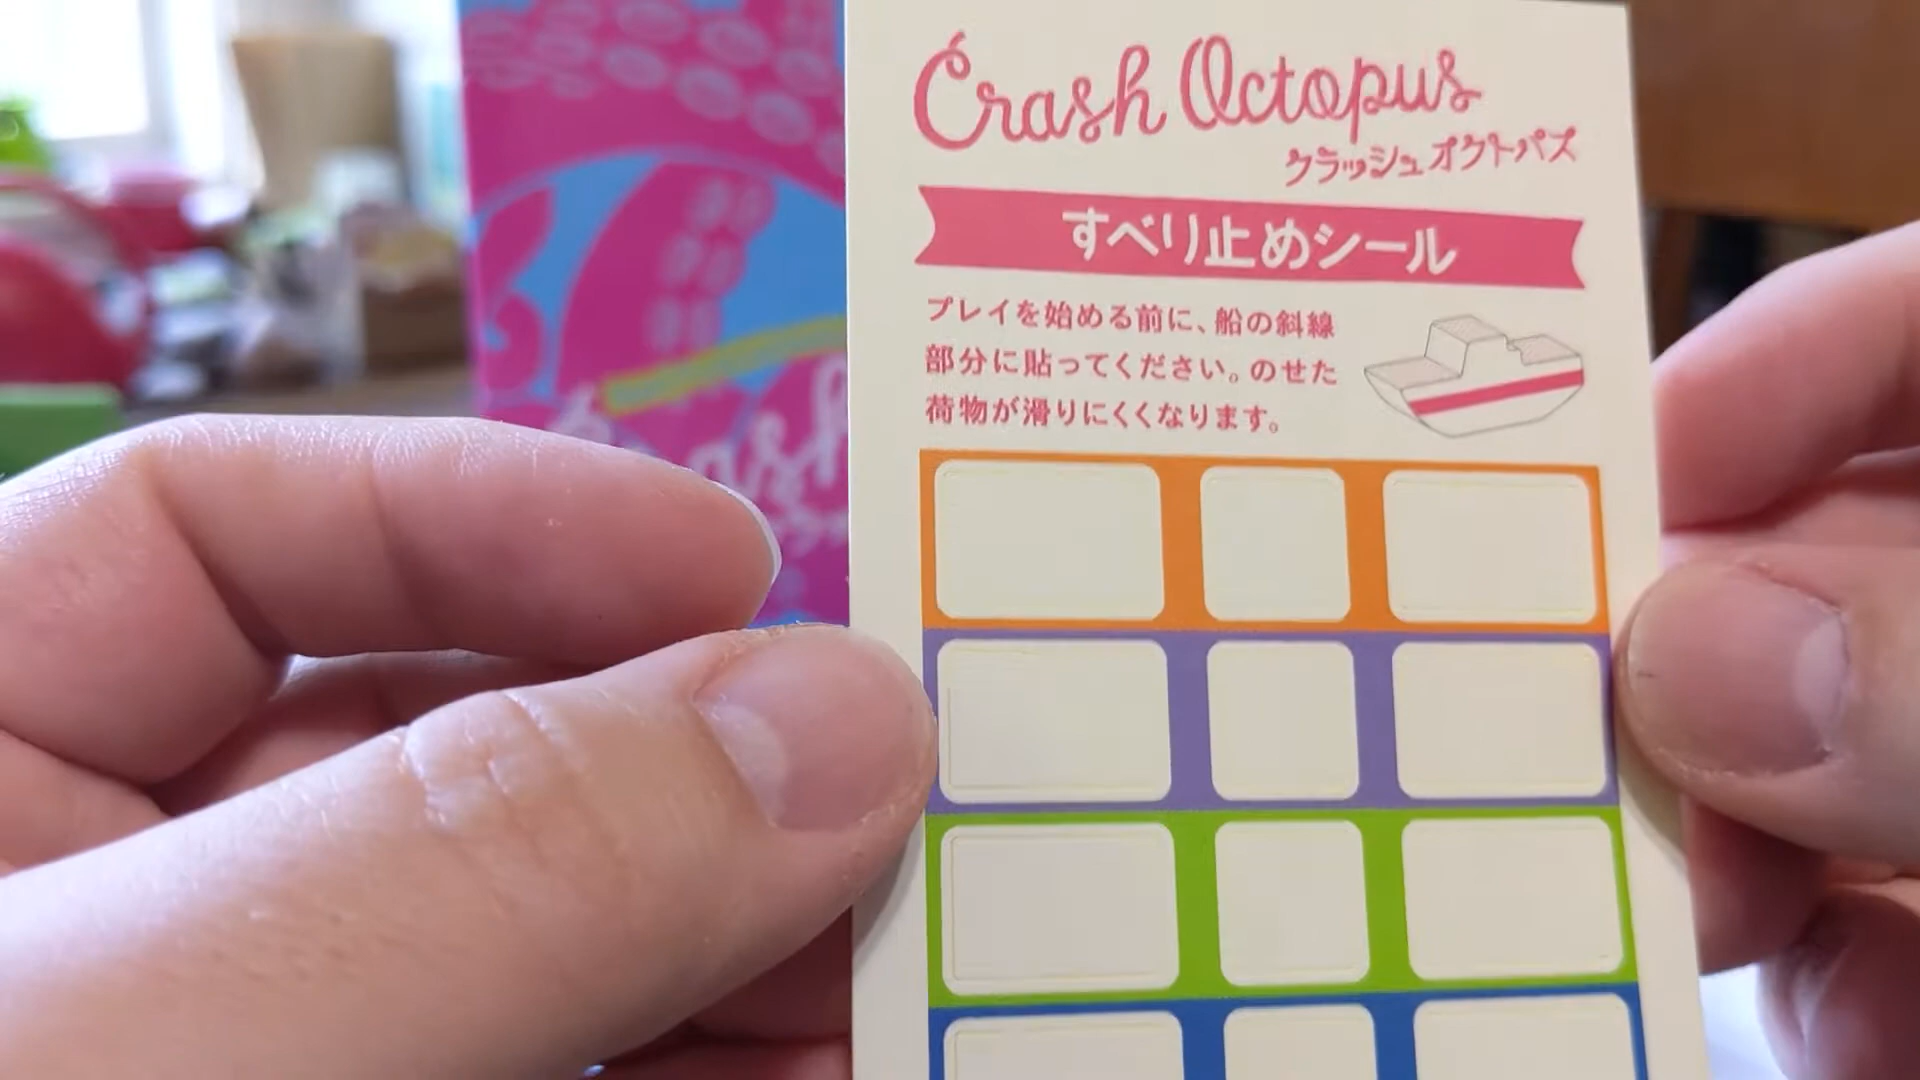 Crash Octopus
クラッシュオクトパス
すべり止めシール
プレイを始める前に、船の斜線
部分に貼ってください。のせた
荷物が滑りにくくなります。